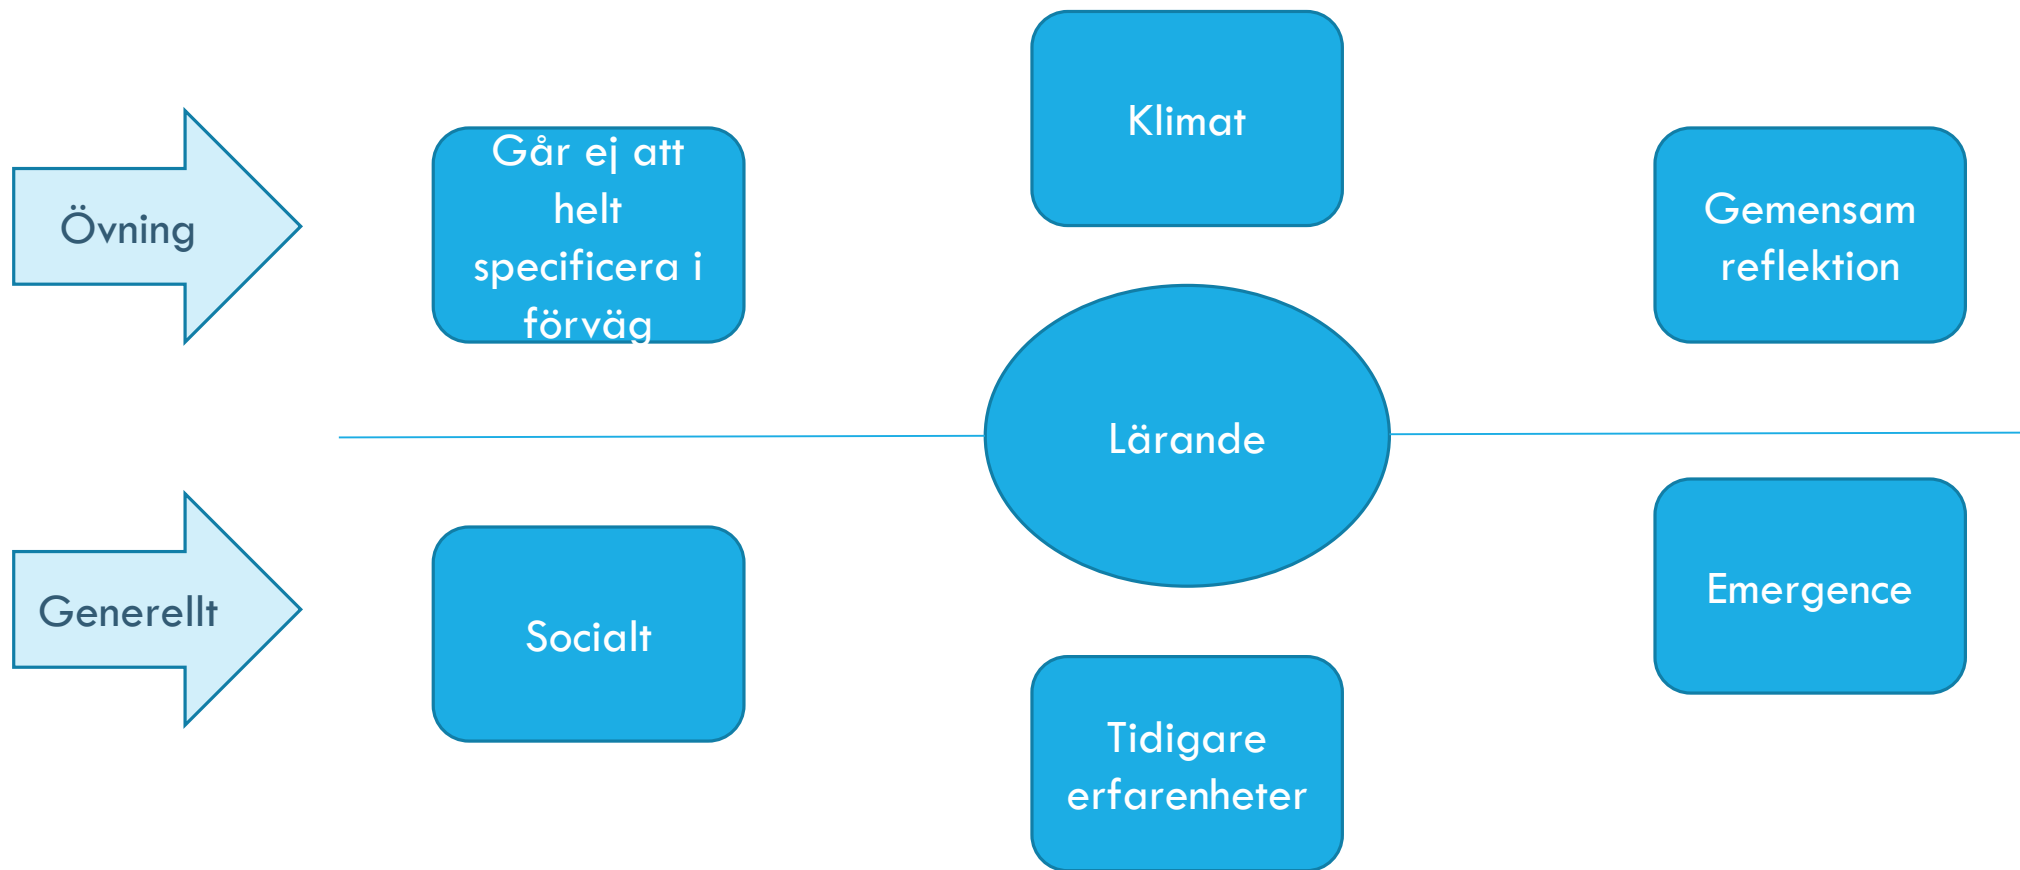 Övning
Går ej att
helt
specificera i
förväg
Klimat
Gemensam
reflektion
Lärande
Generellt
Socialt
Tidigare
erfarenheter
Emergence